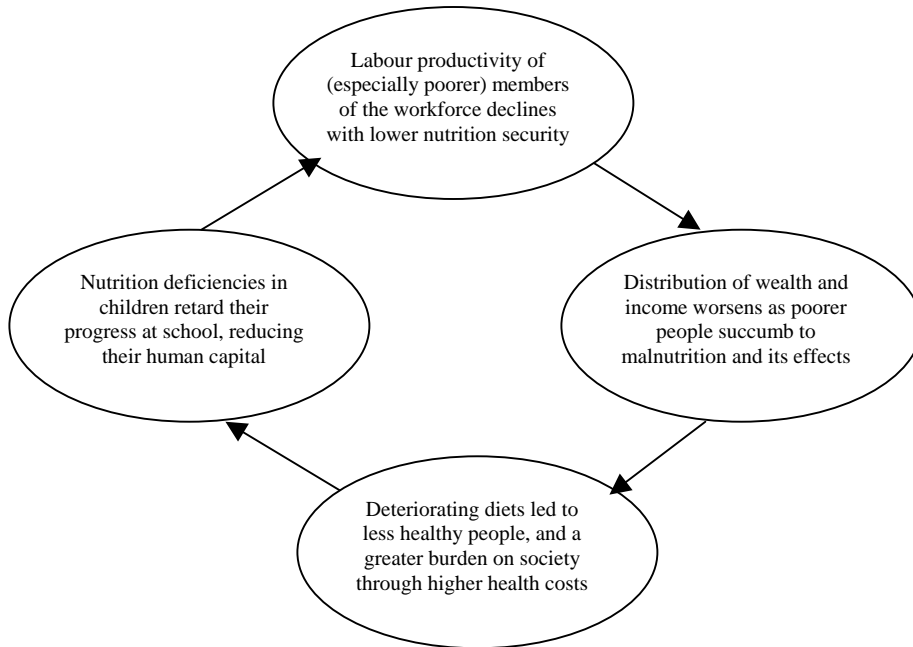 Labour productivity of
(especially poorer) members
of the workforce declines
with lower nutrition security
Distribution of wealth and
income worsens as poorer
people succumb to
malnutrition and its effects
Deteriorating diets led to
less healthy people, and a
greater burden on society
through higher health costs
Nutrition deficiencies in
children retard their
progress at school, reducing
their human capital